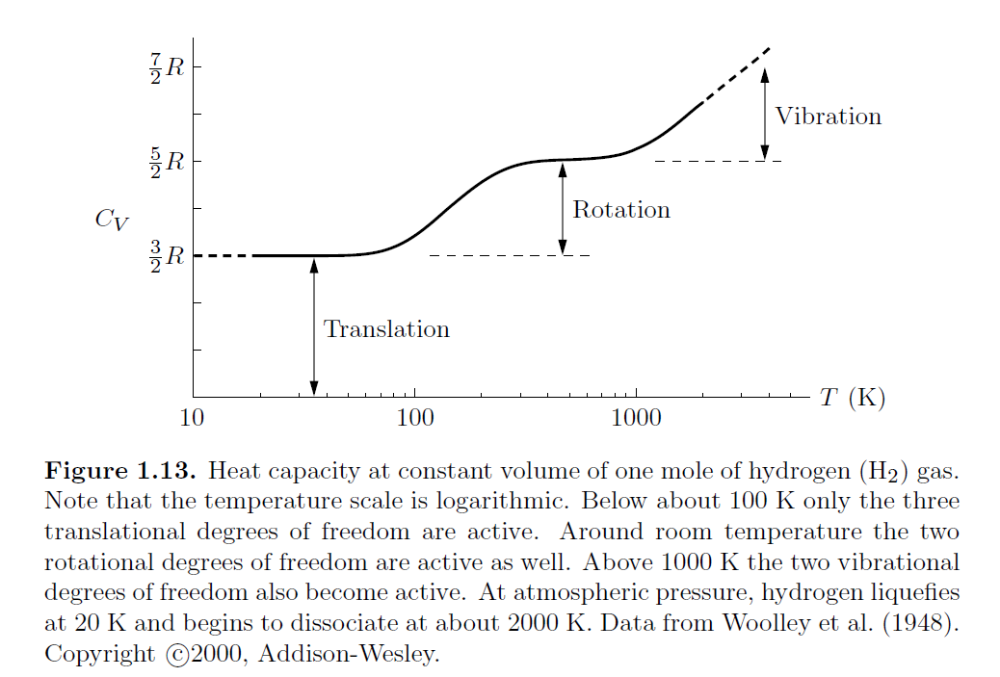 7/2 R
Vibration
5/2 R
Rotation
C_V
3/2 R
Translation
T (K)
10 100 1000
Figure 1.13. Heat capacity at constant volume of one mole of hydrogen (H₂) gas.
Note that the temperature scale is logarithmic. Below about 100 K only the three
translational degrees of freedom are active. Around room temperature the two
rotational degrees of freedom are active as well. Above 1000 K the two vibrational
degrees of freedom also become active. At atmospheric pressure, hydrogen liquefies
at 20 K and begins to dissociate at about 2000 K. Data from Woolley et al. (1948).
Copyright ©2000, Addison-Wesley.